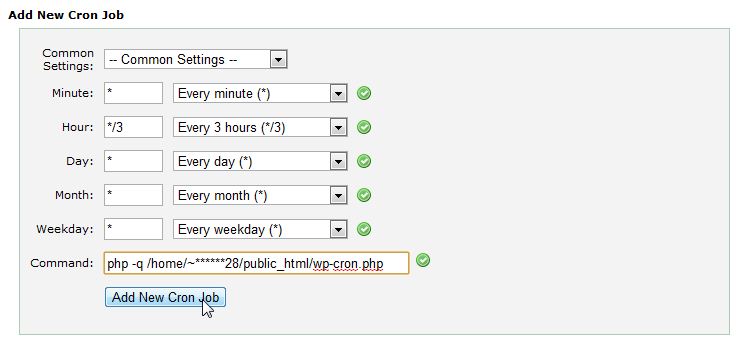 Add New Cron Job
Common Settings: -- Common Settings --
Minute: * Every minute (*)
Hour: */3 Every 3 hours (*/3)
Day: * Every day (*)
Month: * Every month (*)
Weekday: * Every weekday (*)
Command: php -q /home/~******28/public_html/wp-cron.php
Add New Cron Job